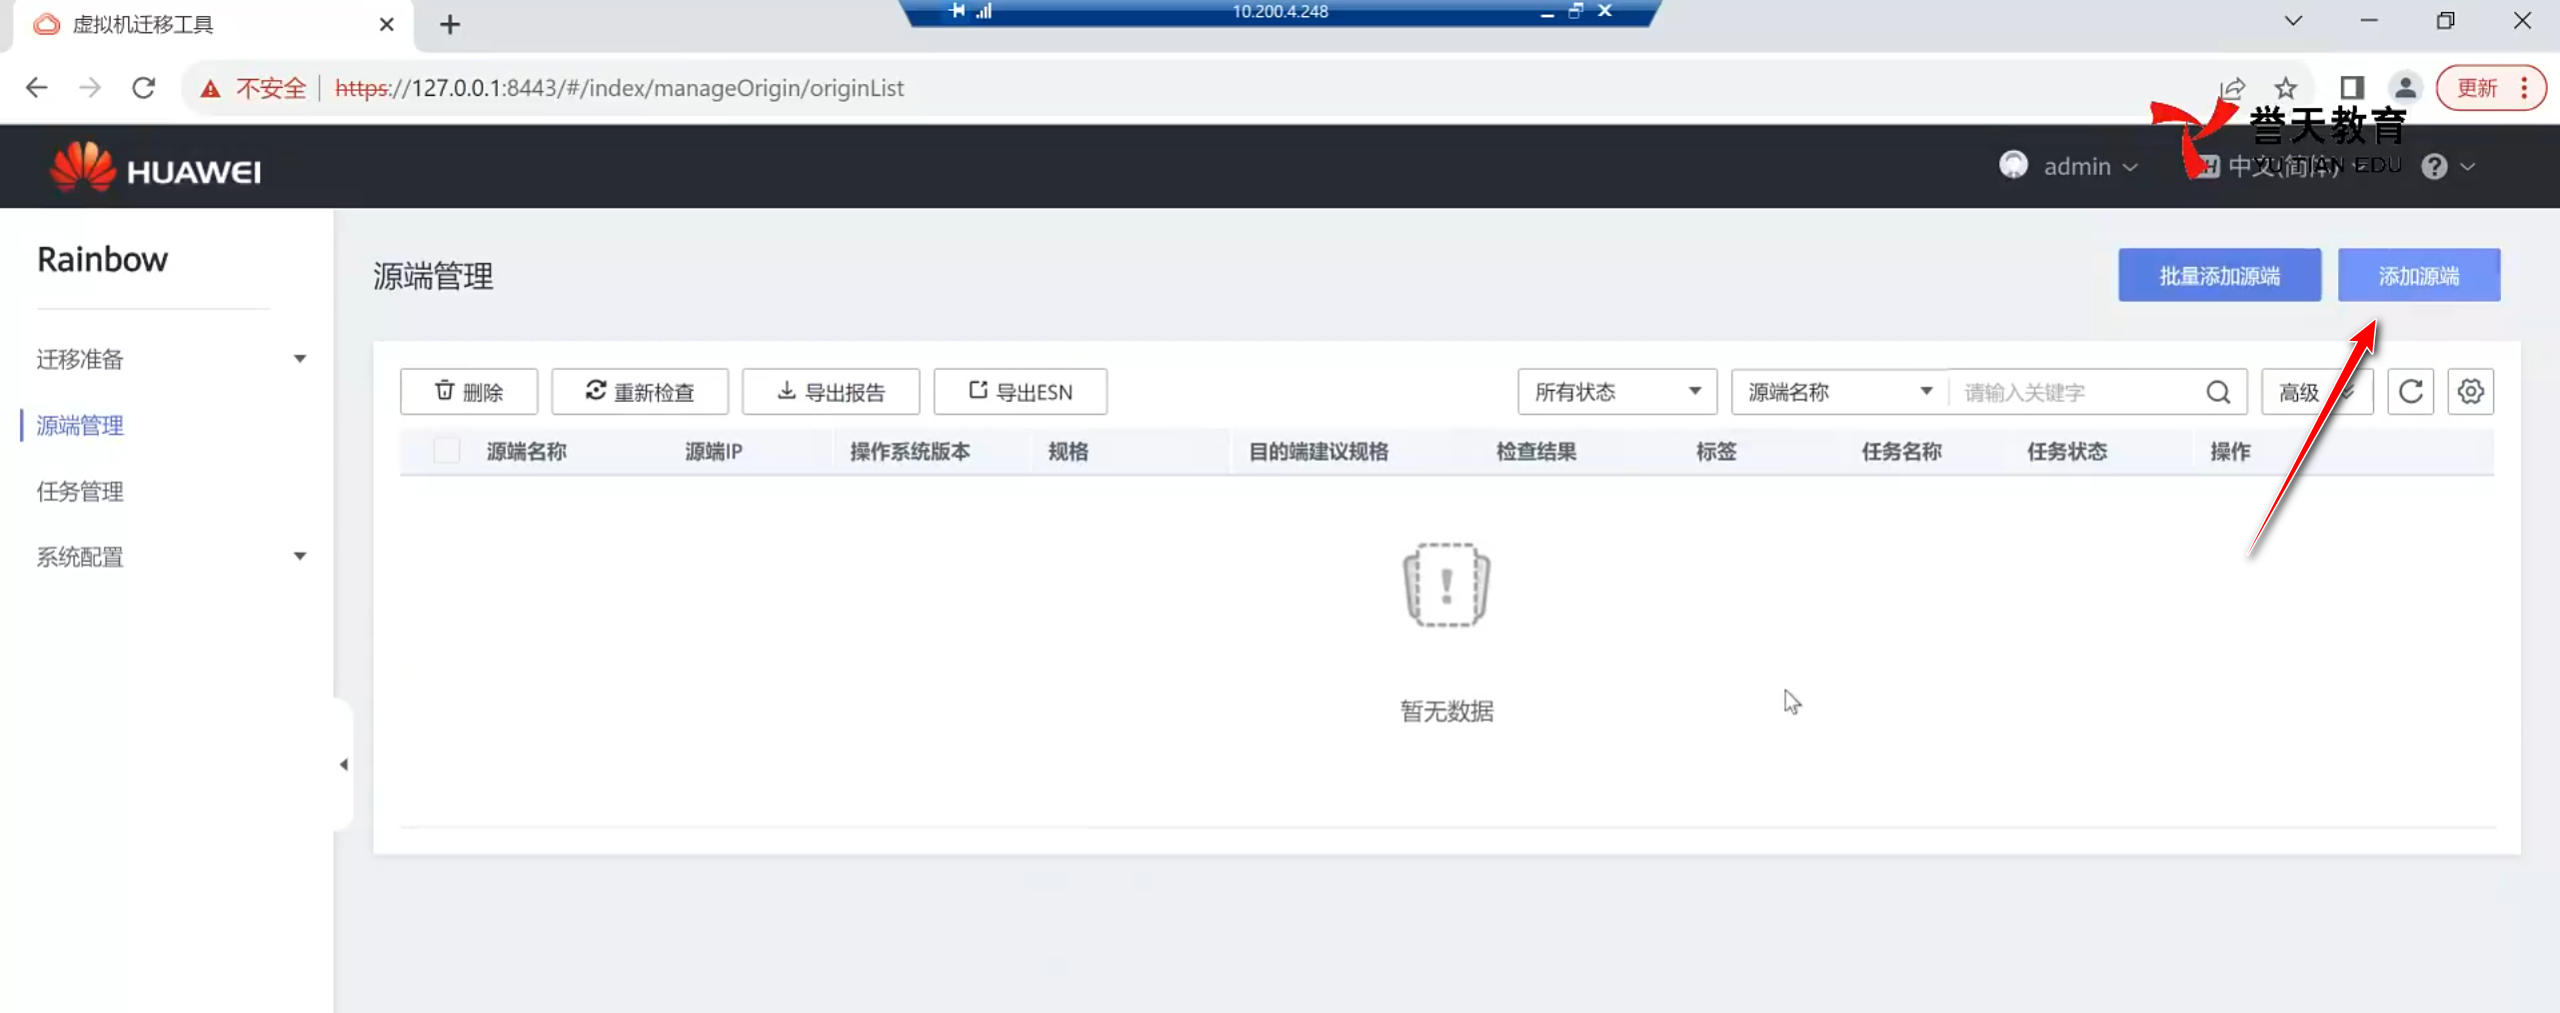 虚拟机迁移工具
10.200.4.248
不安全 https://127.0.0.1:8443/#/index/manageOrigin/originList
更新
HUAWEI
admin
中文(简体)
誉天教育
YU TIAN EDU
Rainbow
迁移准备
源端管理
任务管理
系统配置
源端管理
批量添加源端 添加源端
删除 重新检查 导出报告 导出ESN 所有状态 源端名称 请输入关键字 高级
源端名称 源端IP 操作系统版本 规格 目的端建议规格 检查结果 标签 任务名称 任务状态 操作
暂无数据